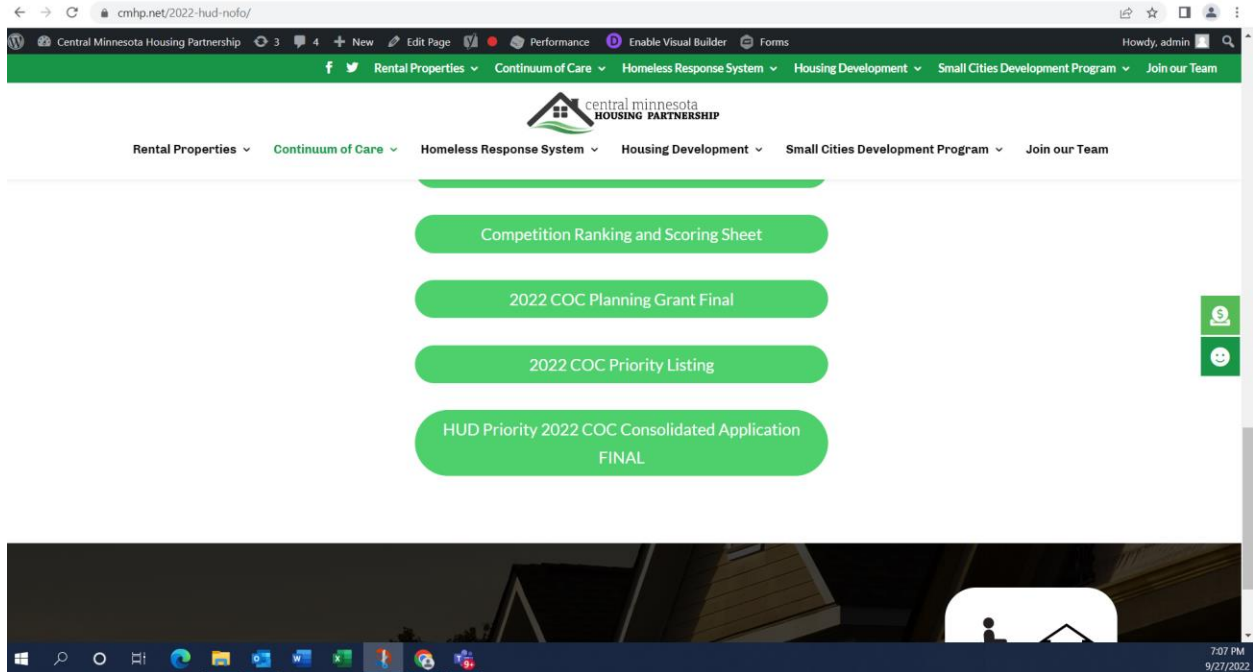 cmhp.net/2022-hud-nofo/
Central Minnesota Housing Partnership 3 4 + New Edit Page Performance D Enable Visual Builder Forms Howdy, admin
Rental Properties Continuum of Care Homeless Response System Housing Development Small Cities Development Program Join our Team
central minnesota
HOUSING PARTNERSHIP
Rental Properties Continuum of Care Homeless Response System Housing Development Small Cities Development Program Join our Team
Competition Ranking and Scoring Sheet
2022 COC Planning Grant Final
2022 COC Priority Listing
HUD Priority 2022 COC Consolidated Application
FINAL
7:07 PM
9/27/2022